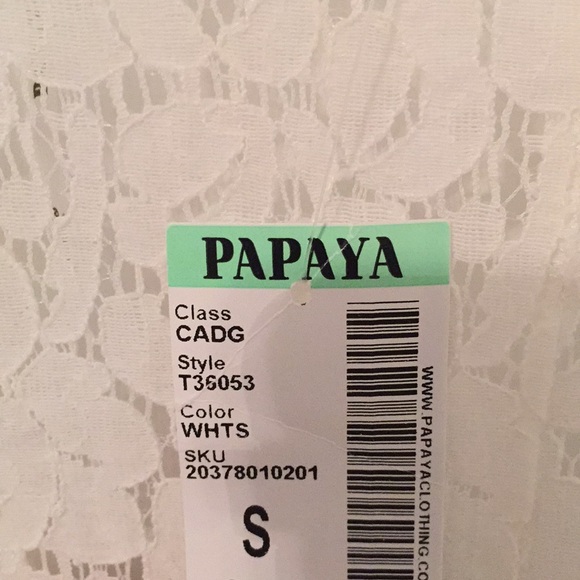 PAPAYA
Class
CADG
Style
T36053
Color
WHTS
SKU
20378010201
S
WWW.PAPAYACLOTHING.CO